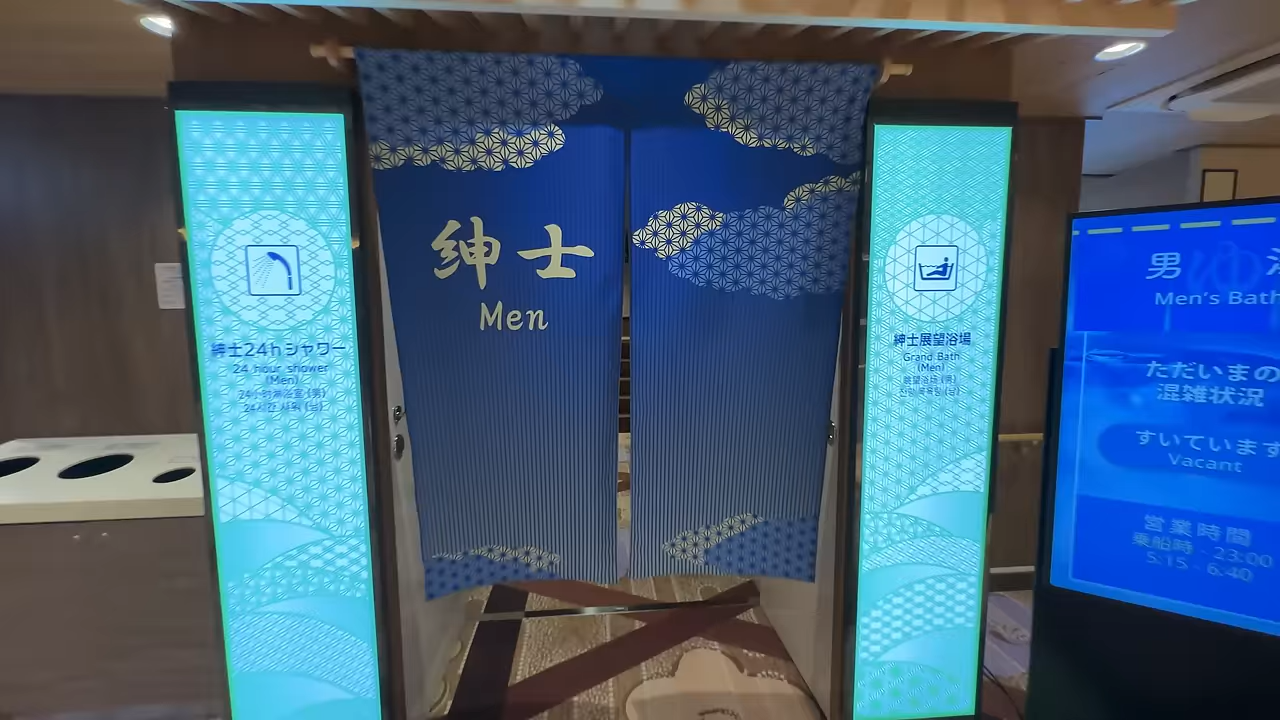 紳士24hシャワー
24 hour shower
(Men)
紳士
Men
紳士展望浴場
Grand Bath
(Men)
男
Men's Bath
ただいまの
混雑状況
すいています
Vacant
営業時間
乗船時 - 23:00
5:15 - 6:40